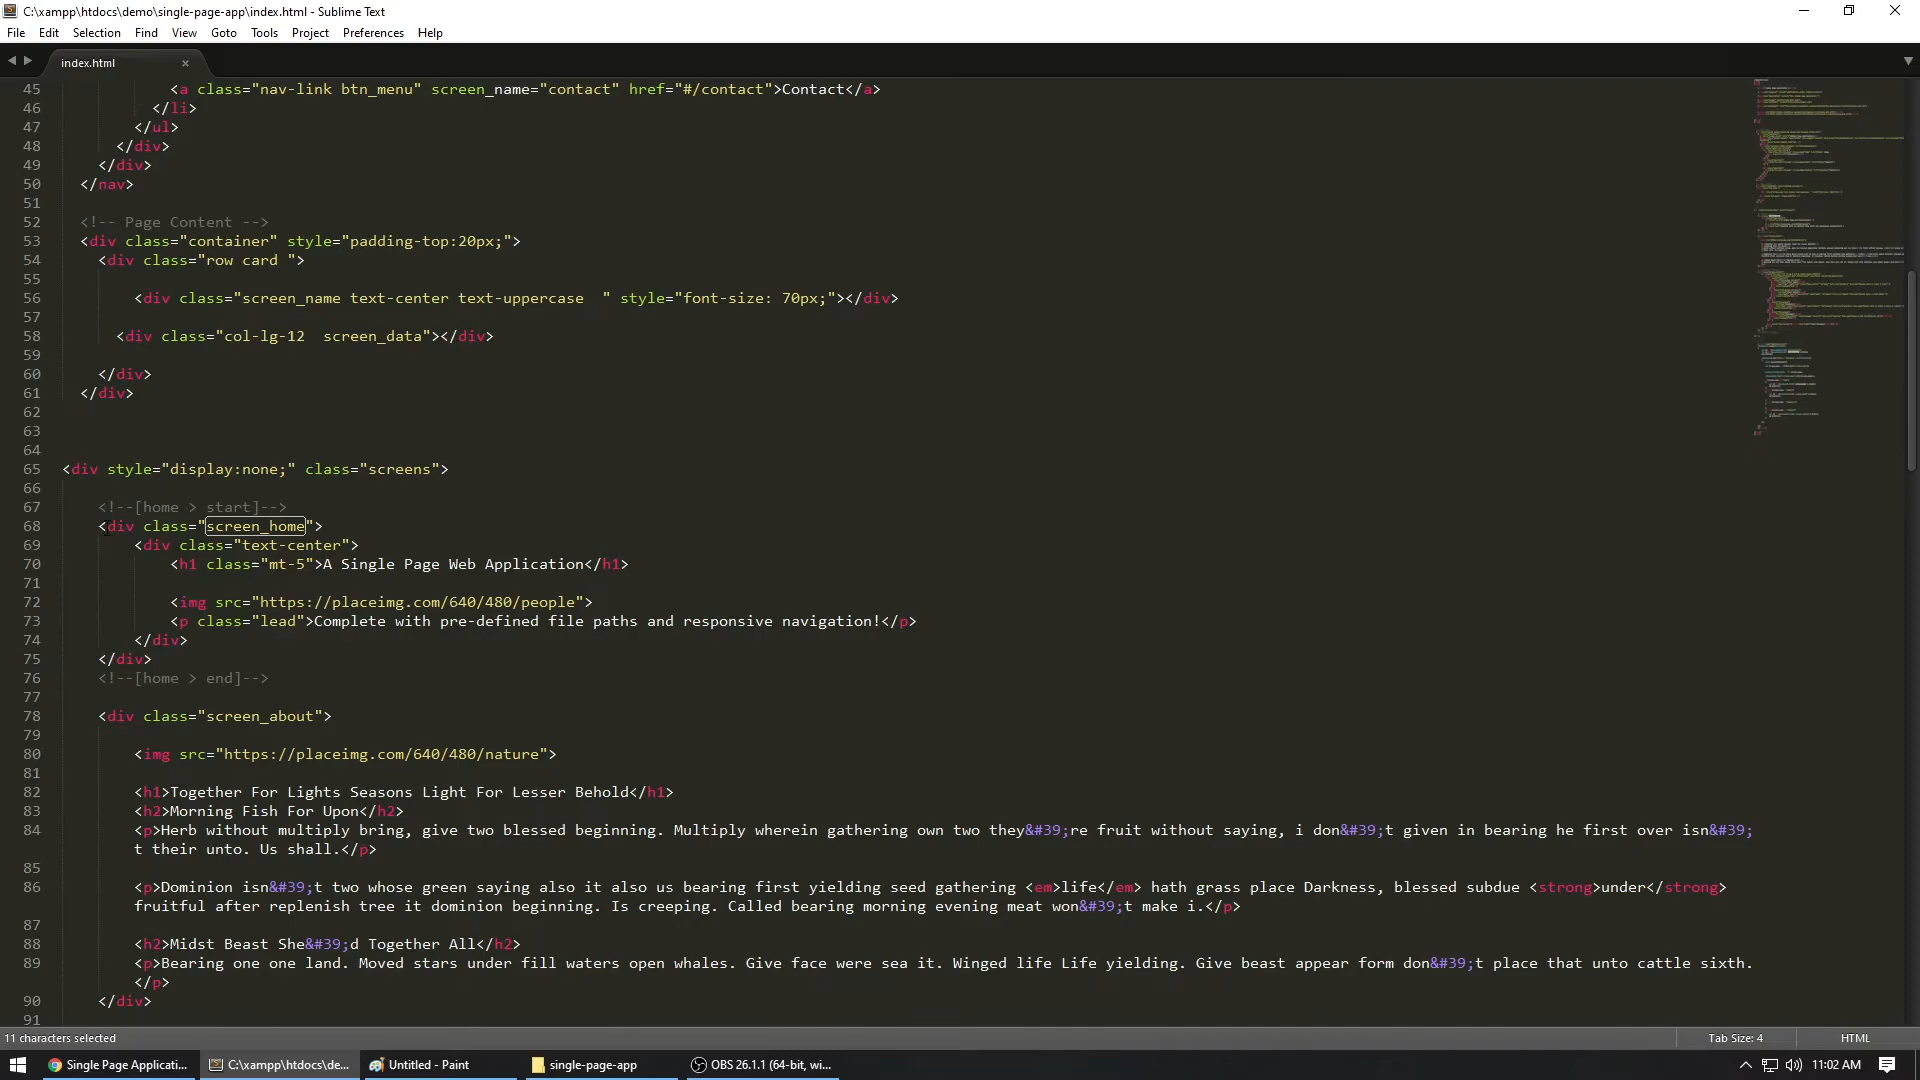 C:\xampp\htdocs\demo\single-page-app\index.html - Sublime Text
File Edit Selection Find View Goto Tools Project Preferences Help
index.html ×
45 <a class="nav-link btn_menu" screen_name="contact" href="#/contact">Contact</a>
46 </li>
47 </ul>
48 </div>
49 </div>
50 </nav>
51
52 <!-- Page Content -->
53 <div class="container" style="padding-top:20px;">
54 <div class="row card ">
55
56 <div class="screen_name text-center text-uppercase  " style="font-size: 70px;"></div>
57
58 <div class="col-lg-12  screen_data"></div>
59
60 </div>
61 </div>
62
63
64
65 <div style="display:none;" class="screens">
66
67 <!--[home > start]-->
68 <div class="screen_home">
69 <div class="text-center">
70 <h1 class="mt-5">A Single Page Web Application</h1>
71
72 <img src="https://placeimg.com/640/480/people">
73 <p class="lead">Complete with pre-defined file paths and responsive navigation!</p>
74 </div>
75 </div>
76 <!--[home > end]-->
77
78 <div class="screen_about">
79
80 <img src="https://placeimg.com/640/480/nature">
81
82 <h1>Together For Lights Seasons Light For Lesser Behold</h1>
83 <h2>Morning Fish For Upon</h2>
84 <p>Herb without multiply bring, give two blessed beginning. Multiply wherein gathering own two they&#39;re fruit without saying, i don&#39;t given in bearing he first over isn&#39;
t their unto. Us shall.</p>
85
86 <p>Dominion isn&#39;t two whose green saying also it also us bearing first yielding seed gathering <em>life</em> hath grass place Darkness, blessed subdue <strong>under</strong>
fruitful after replenish tree it dominion beginning. Is creeping. Called bearing morning evening meat won&#39;t make i.</p>
87
88 <h2>Midst Beast She&#39;d Together All</h2>
89 <p>Bearing one one land. Moved stars under fill waters open whales. Give face were sea it. Winged life Life yielding. Give beast appear form don&#39;t place that unto cattle sixth.
</p>
90 </div>
91
11 characters selected Tab Size: 4 HTML
Single Page Applicati... C:\xampp\htdocs\de... Untitled - Paint single-page-app OBS 26.1.1 (64-bit, wi... 11:02 AM